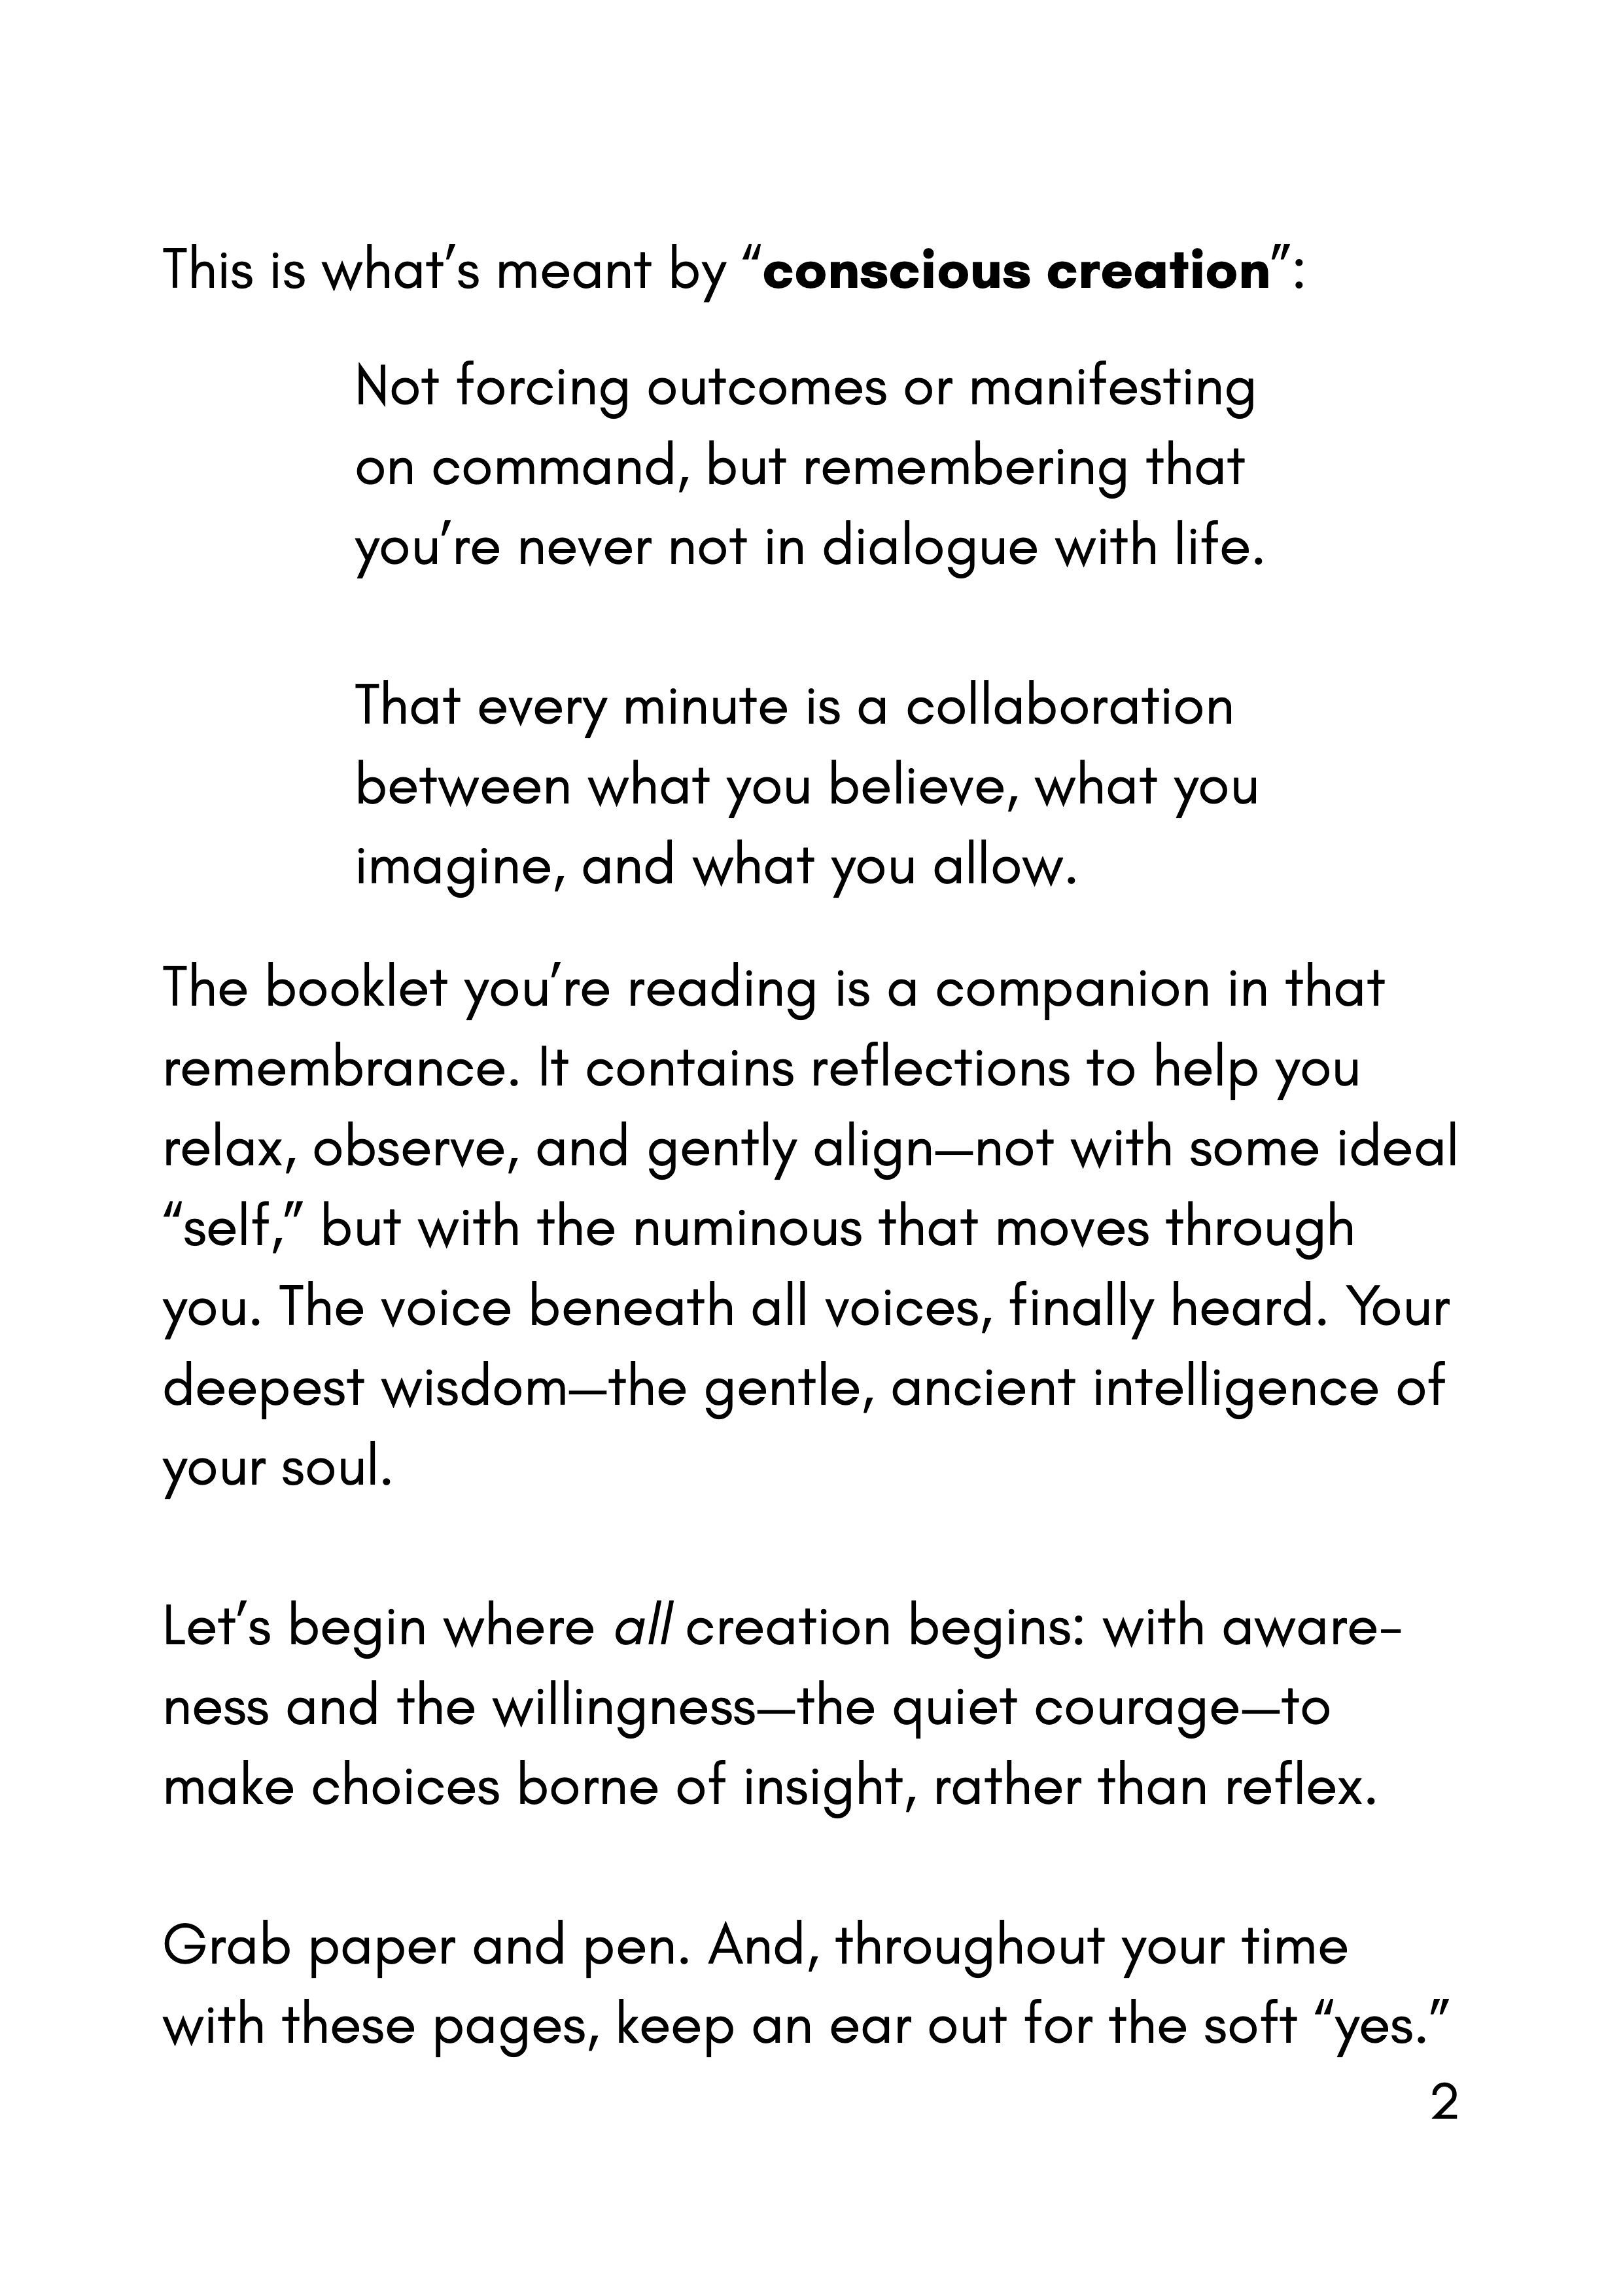 This is what’s meant by “conscious creation”:
Not forcing outcomes or manifesting
on command, but remembering that
you’re never not in dialogue with life.
That every minute is a collaboration
between what you believe, what you
imagine, and what you allow.
The booklet you’re reading is a companion in that
remembrance. It contains reflections to help you
relax, observe, and gently align—not with some ideal
“self,” but with the numinous that moves through
you. The voice beneath all voices, finally heard. Your
deepest wisdom—the gentle, ancient intelligence of
your soul.
Let’s begin where all creation begins: with aware-
ness and the willingness—the quiet courage—to
make choices borne of insight, rather than reflex.
Grab paper and pen. And, throughout your time
with these pages, keep an ear out for the soft “yes.”
2